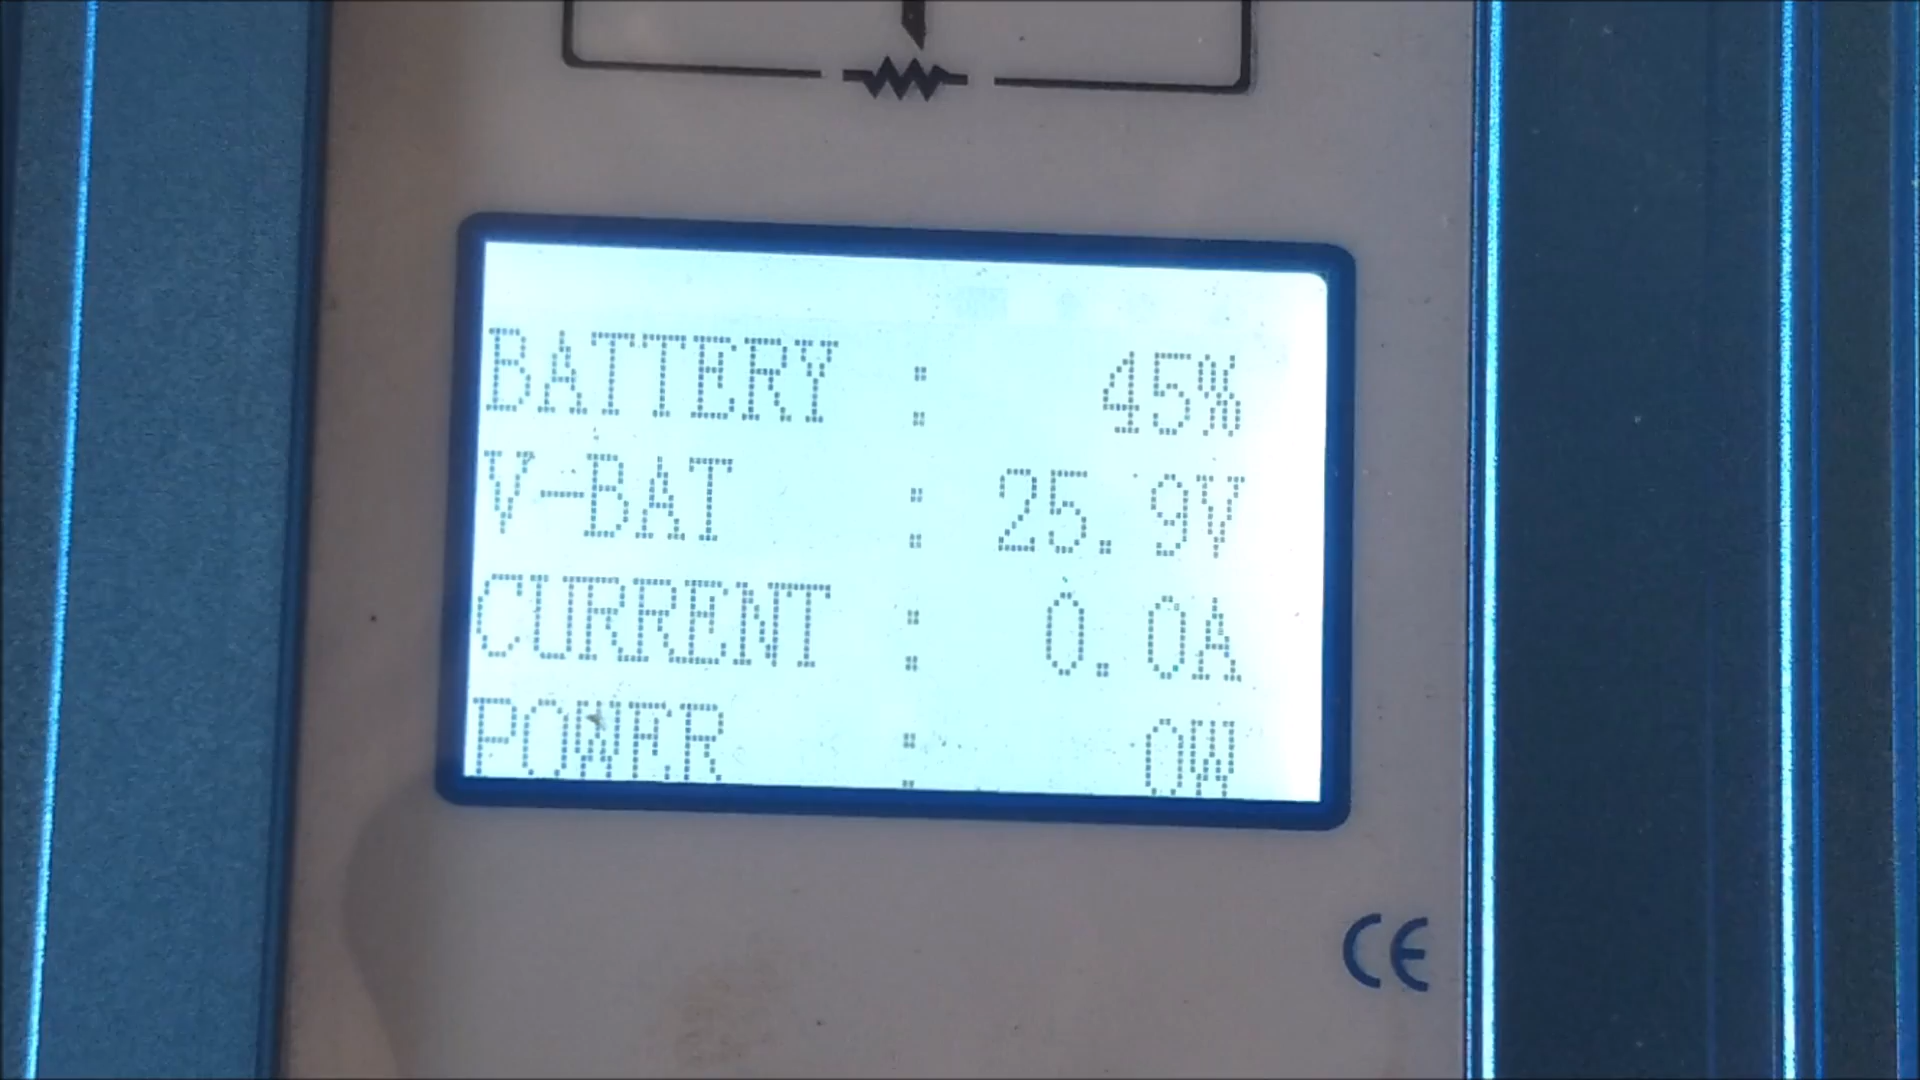 BATTERY : 45%
V-BAT : 25.9V
CURRENT : 0.0A
POWER : 0W
CE